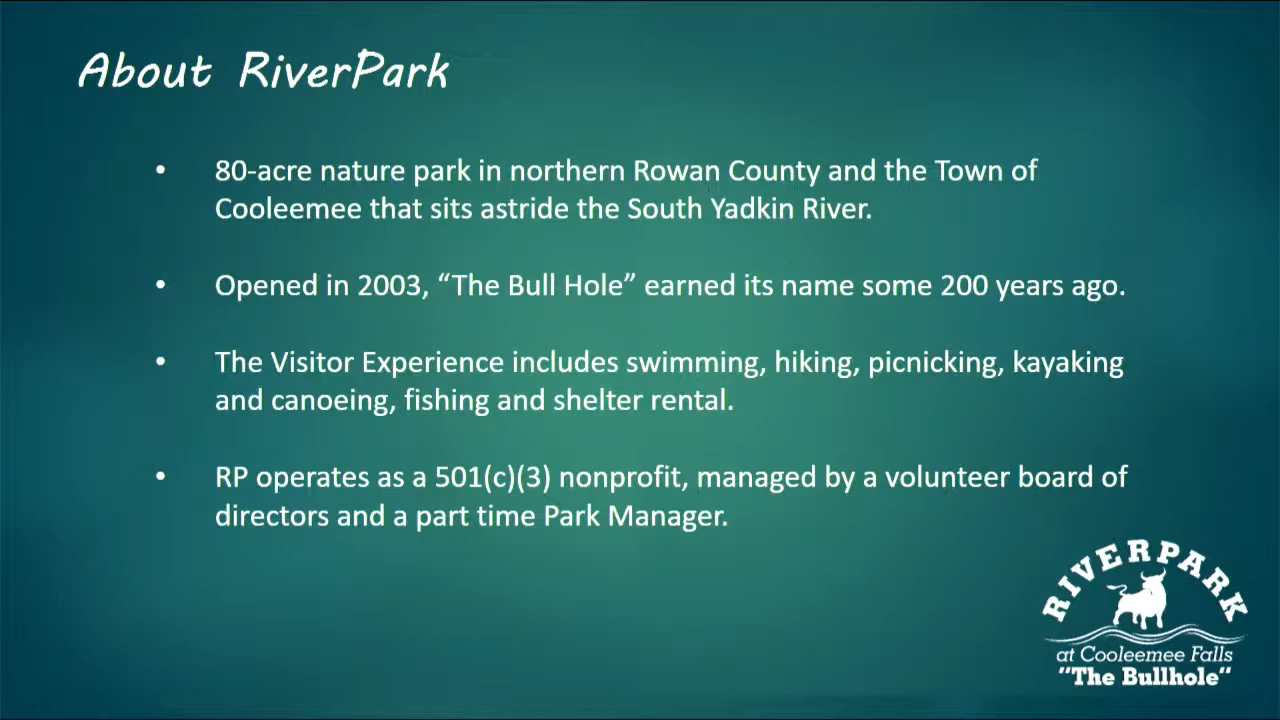 About RiverPark
• 80-acre nature park in northern Rowan County and the Town of
Cooleemee that sits astride the South Yadkin River.
• Opened in 2003, “The Bull Hole” earned its name some 200 years ago.
• The Visitor Experience includes swimming, hiking, picnicking, kayaking
and canoeing, fishing and shelter rental.
• RP operates as a 501(c)(3) nonprofit, managed by a volunteer board of
directors and a part time Park Manager.
RIVERPARK
at Cooleemee Falls
"The Bullhole"